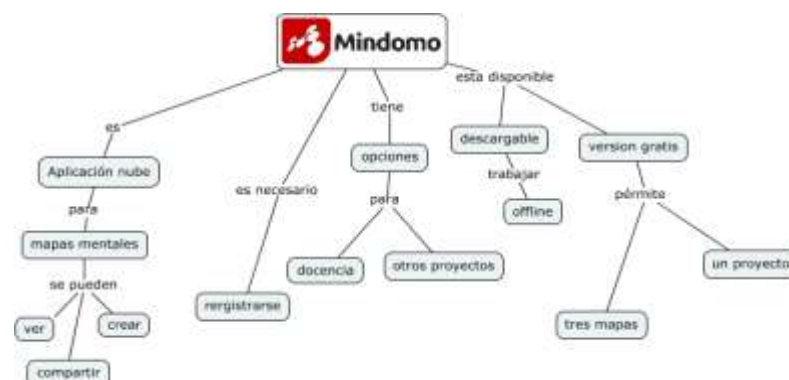 Mindomo
esta disponible
tiene
es
descargable
version gratis
opciones
Aplicación nube
trabajar
es necesario
para
pérmite
para
offline
mapas mentales
docencia
otros proyectos
un proyecto
se pueden
rergistrarse
ver
crear
tres mapas
compartir